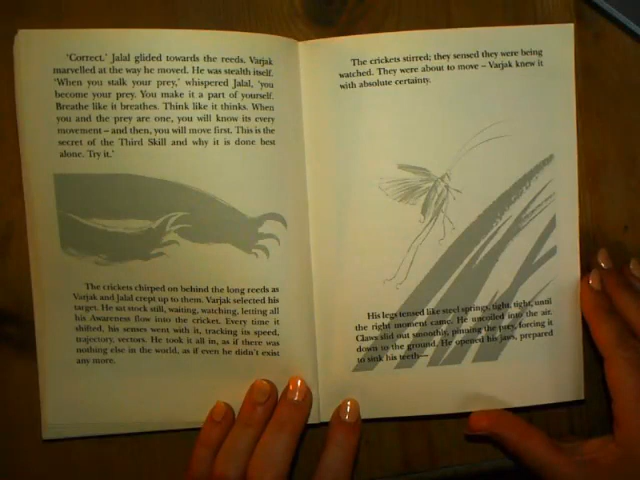 'Correct.' Jalal glided towards the reeds. Varjak
marvelled at the way he moved. He was stealth itself.
'When you stalk your prey,' whispered Jalal, 'you
become your prey. You make it a part of yourself.
Breathe like it breathes. Think like it thinks. When
you and the prey are one, you will know its every
movement – and then, you will move first. This is the
secret of the Third Skill and why it is done best
alone. Try it.'
The crickets chirped on behind the long reeds as
Varjak and Jalal crept up to them. Varjak selected his
target. He sat stock still, waiting, watching, letting all
his Awareness flow into the cricket. Every time it
shifted, his senses went with it, tracking its speed,
trajectory, vectors. He took it all in, as if there was
nothing else in the world, as if even he didn't exist
any more.
The crickets stirred; they sensed they were being
watched. They were about to move – Varjak knew it
with absolute certainty.
His legs tensed like steel springs, tight, tight, until
the right moment came. He uncoiled into the air.
Claws slid out smoothly, pinning the prey, forcing it
down to the ground. He opened his jaws, prepared
to sink his teeth—